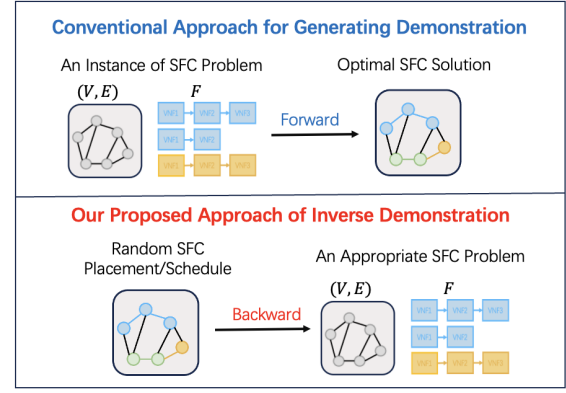 Conventional Approach for Generating Demonstration
An Instance of SFC Problem
Optimal SFC Solution
(V, E)
F
VNF1 VNF2 VNF3
VNF1 VNF2
VNF1 VNF2 VNF3
Forward
Our Proposed Approach of Inverse Demonstration
Random SFC
Placement/Schedule
An Appropriate SFC Problem
(V, E)
F
Backward
VNF1 VNF2 VNF3
VNF1 VNF2
VNF1 VNF2 VNF3